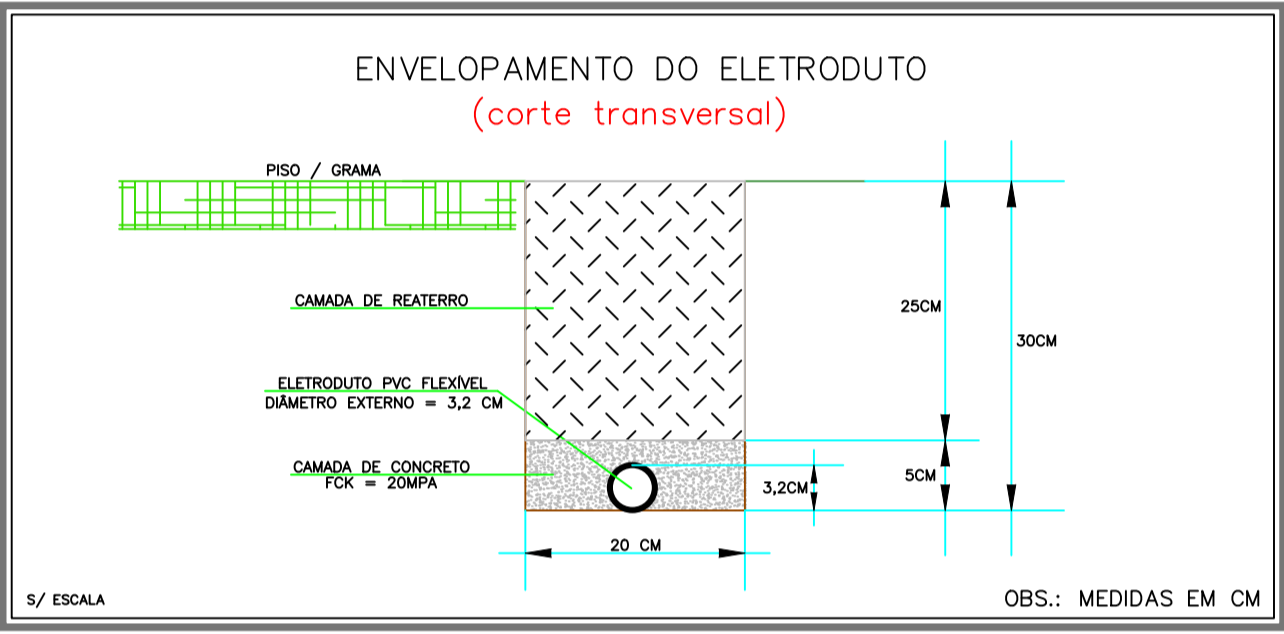 ENVELOPAMENTO DO ELETRODUTO
(corte transversal)
PISO / GRAMA
CAMADA DE REATERRO
25CM
30CM
ELETRODUTO PVC FLEXÍVEL
DIÂMETRO EXTERNO = 3,2 CM
CAMADA DE CONCRETO
FCK = 20MPA
3,2CM
5CM
20 CM
S/ ESCALA
OBS.: MEDIDAS EM CM